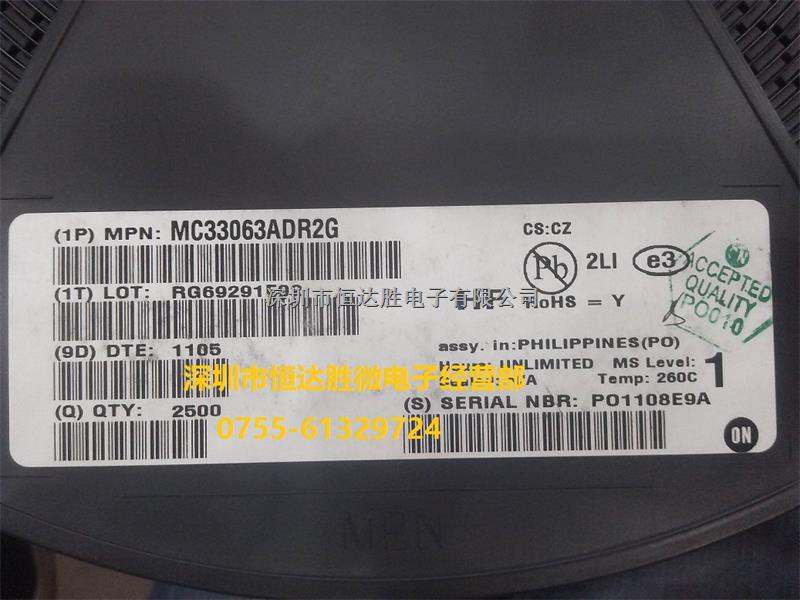 (1P) MPN: MC33063ADR2G
CS:CZ
Pb 2LI e3
ACCEPTED
QUALITY
PO010
(1T) LOT: RG69291
深圳市恒达胜电子有限公司
RoHS = Y
(9D) DTE: 1105
assy. in:PHILIPPINES(PO)
UNLIMITED MS Level: 1
Temp: 260C
深圳市恒达胜微电子经营部
(Q) QTY: 2500
(S) SERIAL NBR: PO1108E9A
0755-61329724
ON
MPN